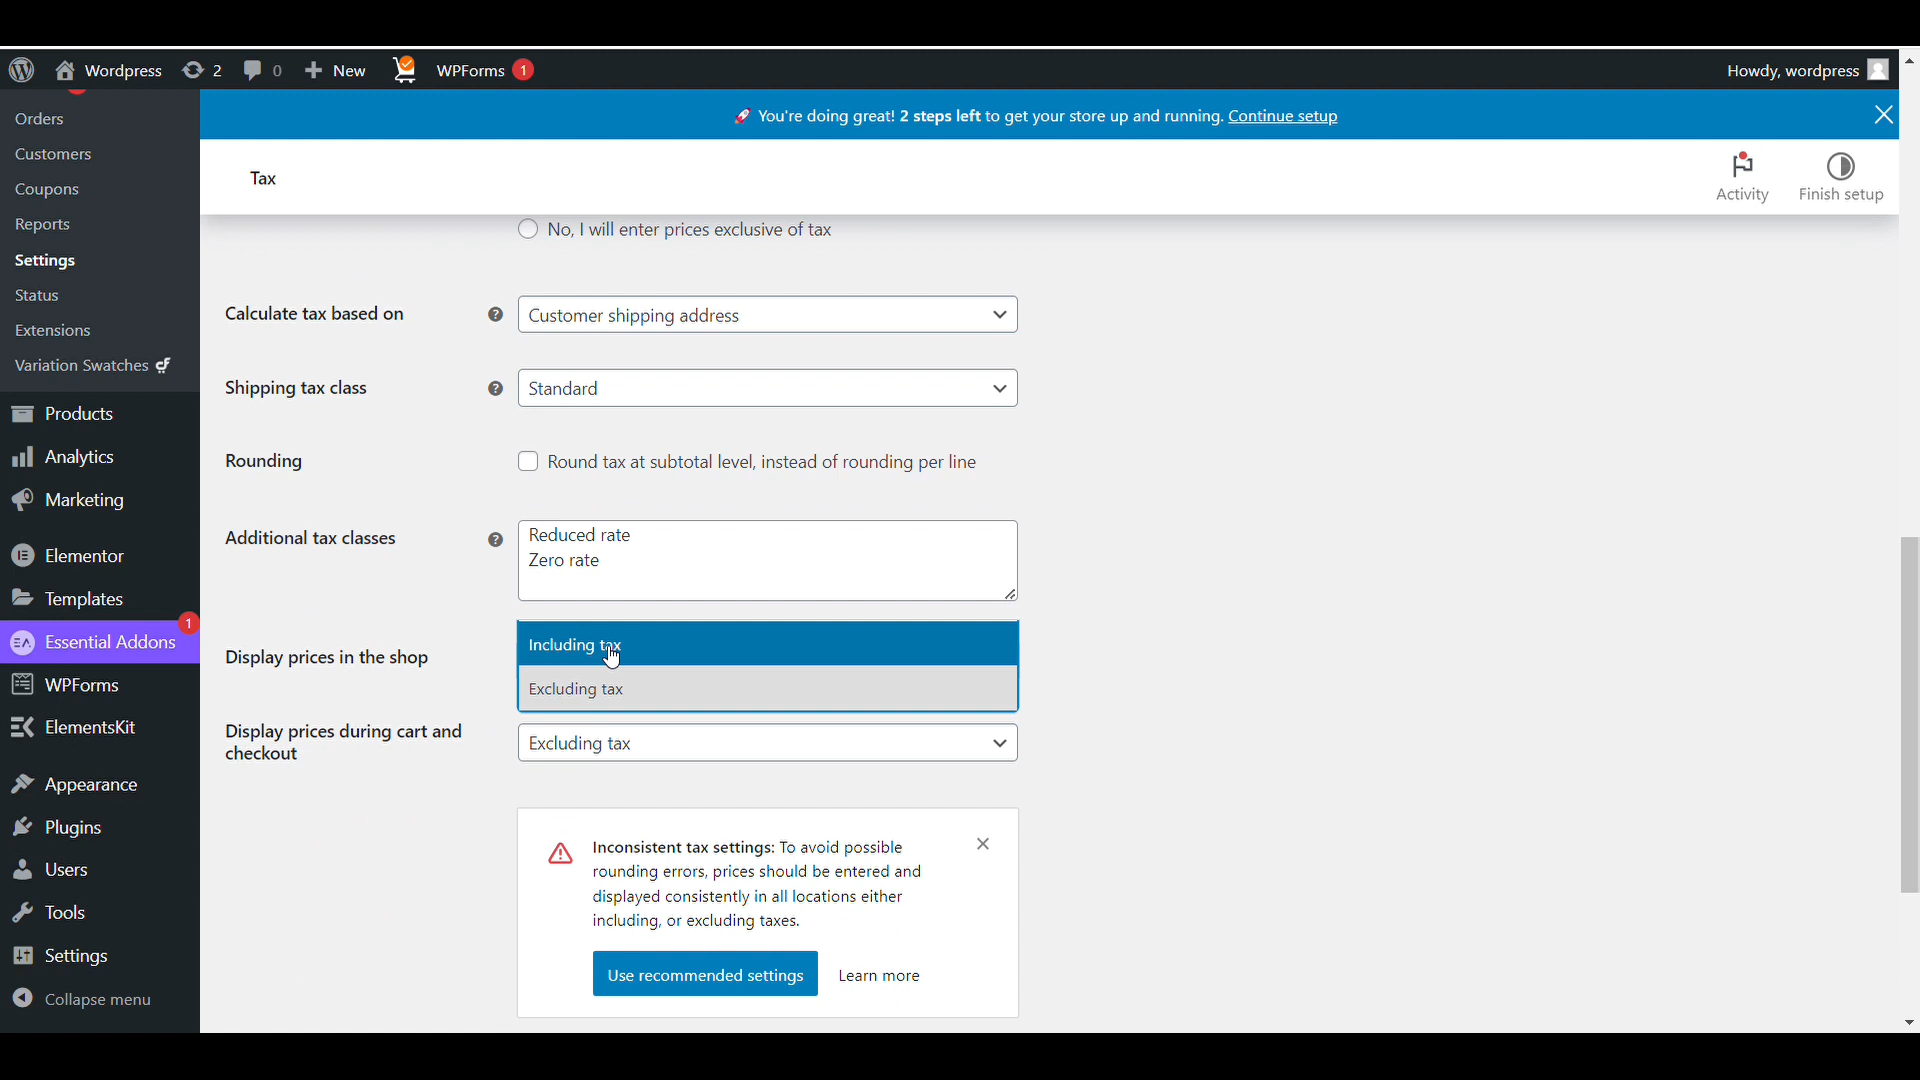 Wordpress 2 0 New WPForms 1 Howdy, wordpress
🚀 You're doing great! 2 steps left to get your store up and running. Continue setup
Tax
Activity
Finish setup
Orders
Customers
Coupons
Reports
Settings
Status
Extensions
Variation Swatches
Products
Analytics
Marketing
Elementor
Templates
Essential Addons 1
WPForms
ElementsKit
Appearance
Plugins
Users
Tools
Settings
Collapse menu
No, I will enter prices exclusive of tax
Calculate tax based on
Customer shipping address
Shipping tax class
Standard
Rounding
Round tax at subtotal level, instead of rounding per line
Additional tax classes
Reduced rate
Zero rate
Display prices in the shop
Including tax
Excluding tax
Display prices during cart and
checkout
Excluding tax
Inconsistent tax settings: To avoid possible
rounding errors, prices should be entered and
displayed consistently in all locations either
including, or excluding taxes.
Use recommended settings
Learn more